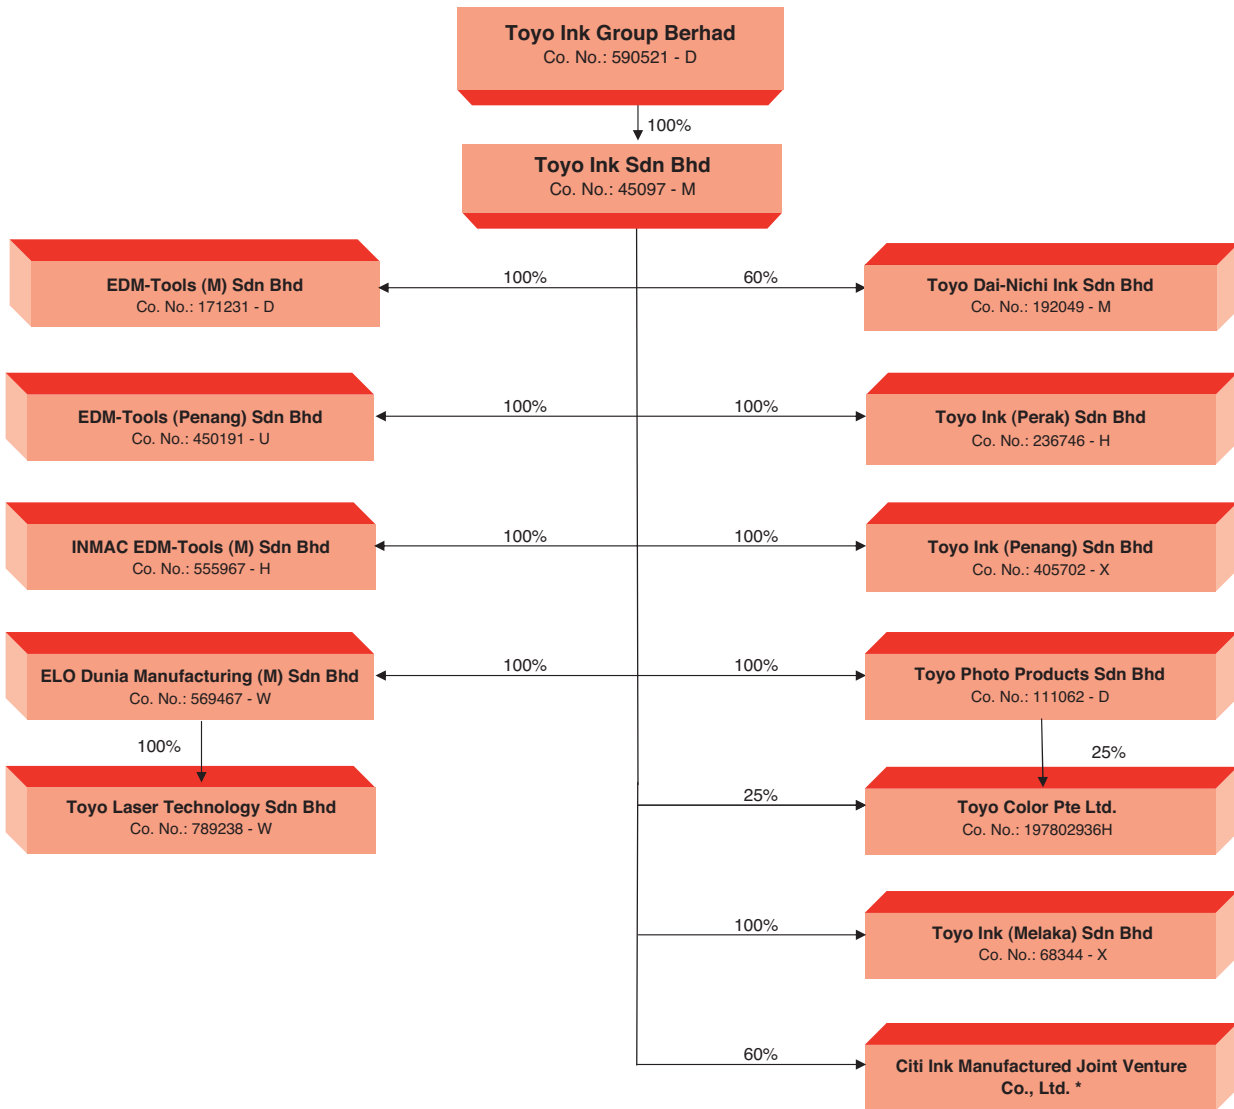 Toyo Ink Group Berhad
Co. No.: 590521 - D
100%
Toyo Ink Sdn Bhd
Co. No.: 45097 - M
EDM-Tools (M) Sdn Bhd
Co. No.: 171231 - D
100%
60%
Toyo Dai-Nichi Ink Sdn Bhd
Co. No.: 192049 - M
EDM-Tools (Penang) Sdn Bhd
Co. No.: 450191 - U
100%
100%
Toyo Ink (Perak) Sdn Bhd
Co. No.: 236746 - H
INMAC EDM-Tools (M) Sdn Bhd
Co. No.: 555967 - H
100%
100%
Toyo Ink (Penang) Sdn Bhd
Co. No.: 405702 - X
ELO Dunia Manufacturing (M) Sdn Bhd
Co. No.: 569467 - W
100%
100%
Toyo Photo Products Sdn Bhd
Co. No.: 111062 - D
100%
25%
Toyo Laser Technology Sdn Bhd
Co. No.: 789238 - W
25%
Toyo Color Pte Ltd.
Co. No.: 197802936H
100%
Toyo Ink (Melaka) Sdn Bhd
Co. No.: 68344 - X
60%
Citi Ink Manufactured Joint Venture
Co., Ltd. *